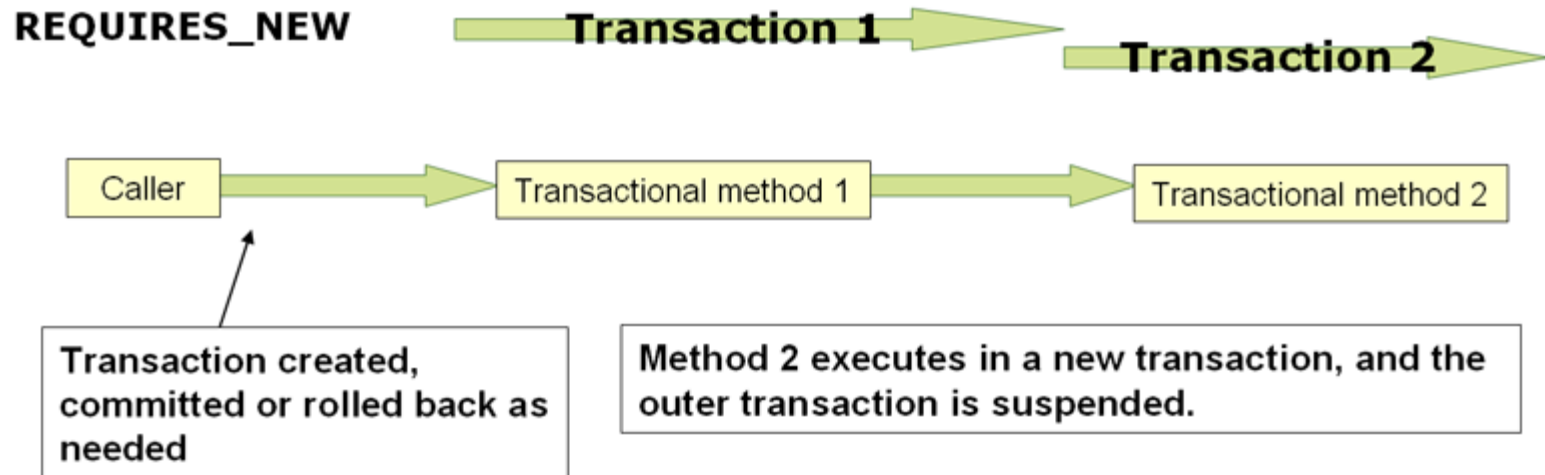 REQUIRES_NEW
Transaction 1
Transaction 2
Caller
Transactional method 1
Transactional method 2
Transaction created,
committed or rolled back as
needed
Method 2 executes in a new transaction, and the
outer transaction is suspended.